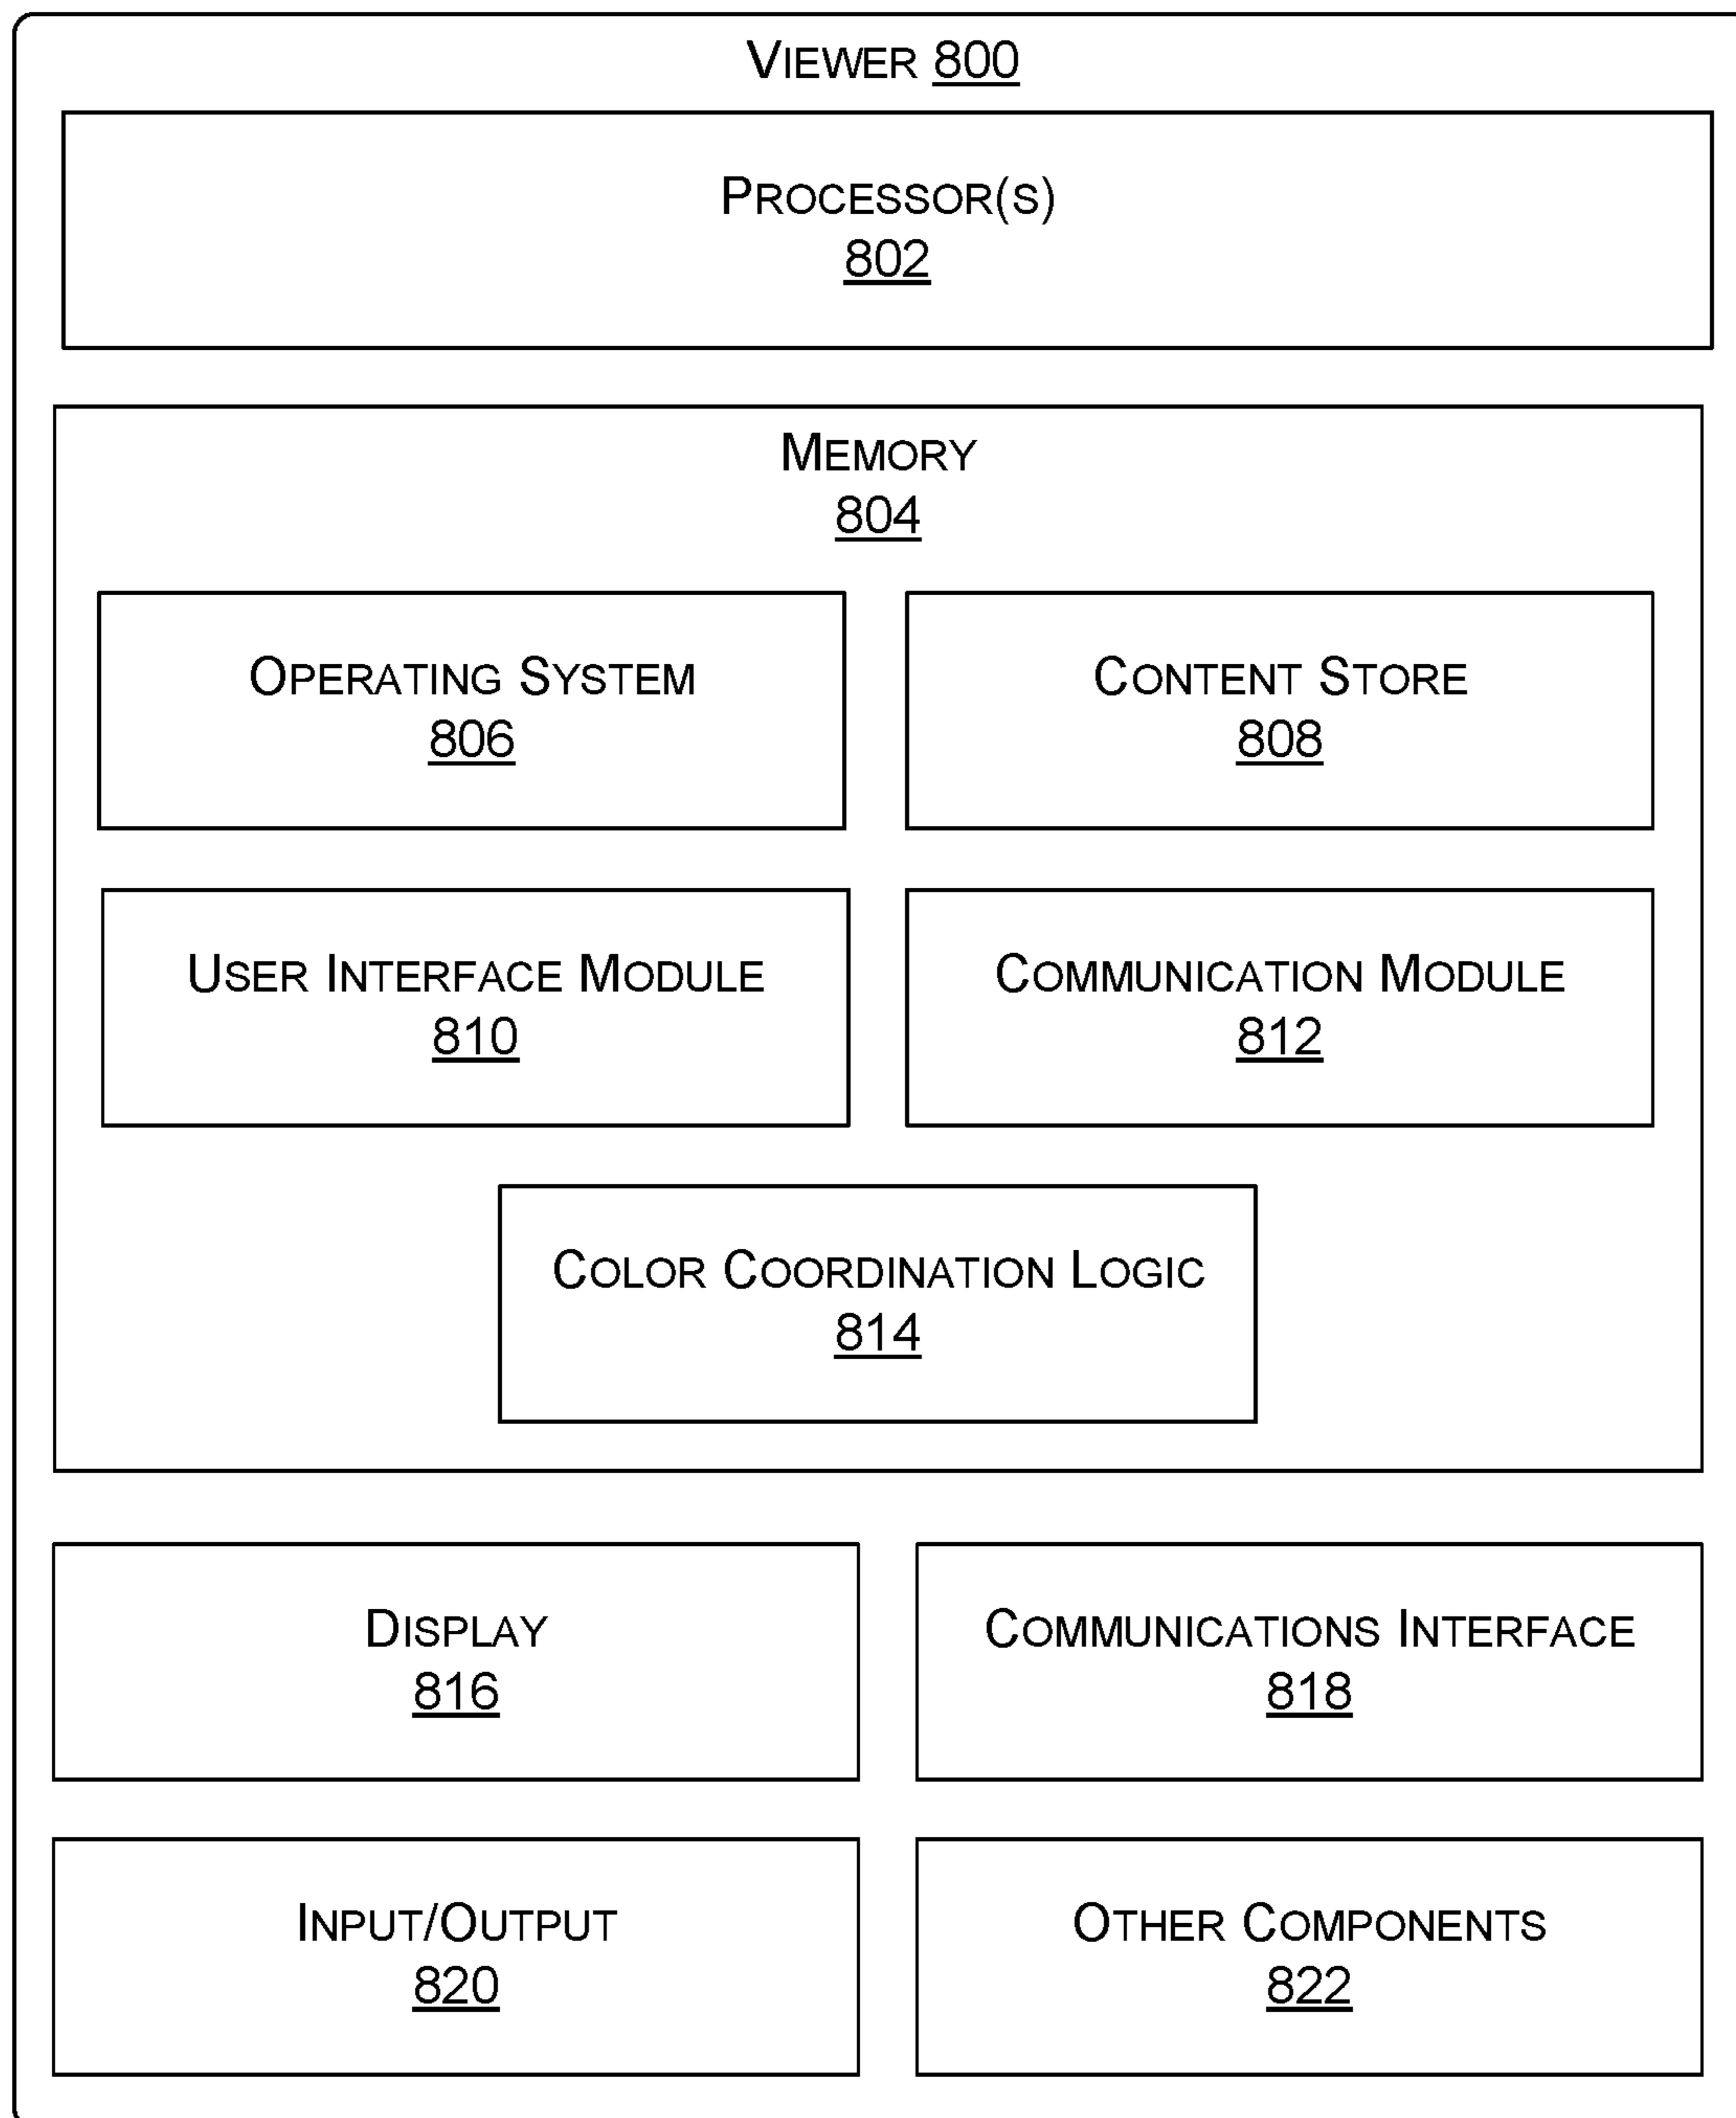 VIEWER 800
PROCESSOR(S)
802
MEMORY
804
OPERATING SYSTEM
806
CONTENT STORE
808
USER INTERFACE MODULE
810
COMMUNICATION MODULE
812
COLOR COORDINATION LOGIC
814
DISPLAY
816
COMMUNICATIONS INTERFACE
818
INPUT/OUTPUT
820
OTHER COMPONENTS
822